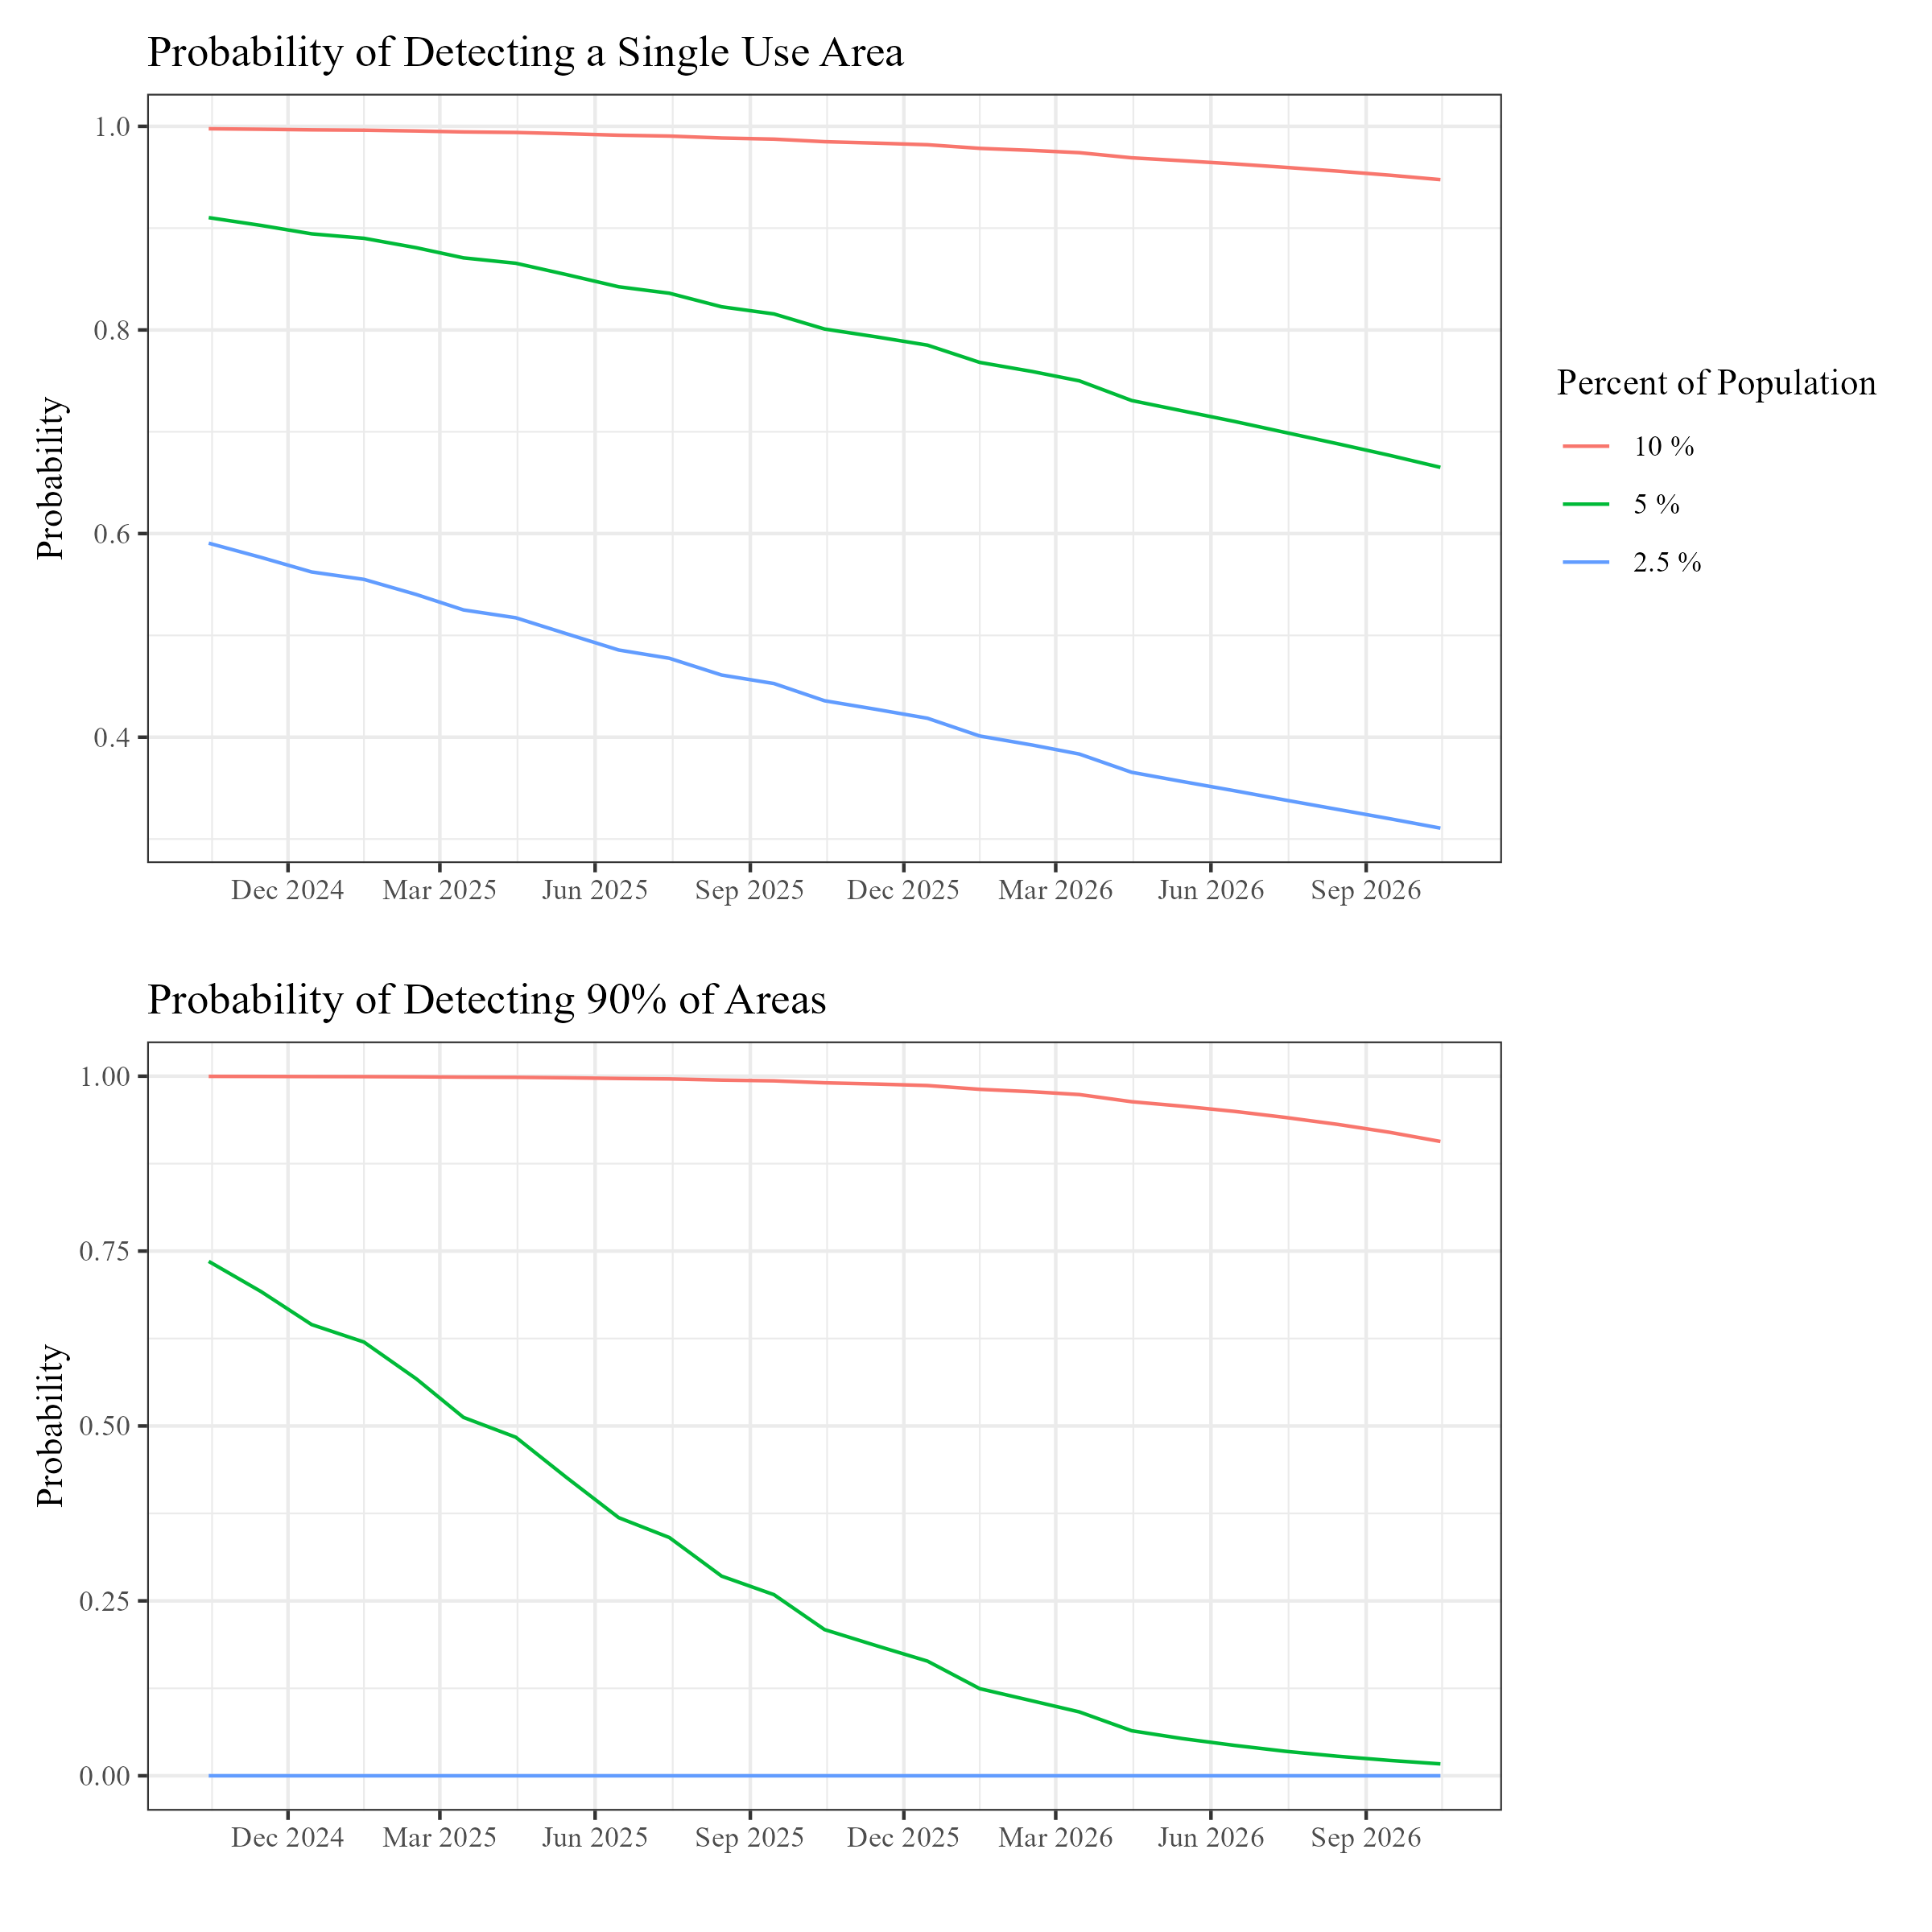 Probability of Detecting a Single Use Area
Probability
1.0
0.8
0.6
0.4
Dec 2024 Mar 2025 Jun 2025 Sep 2025 Dec 2025 Mar 2026 Jun 2026 Sep 2026
Percent of Population
10 %
5 %
2.5 %
Probability of Detecting 90% of Areas
Probability
1.00
0.75
0.50
0.25
0.00
Dec 2024 Mar 2025 Jun 2025 Sep 2025 Dec 2025 Mar 2026 Jun 2026 Sep 2026